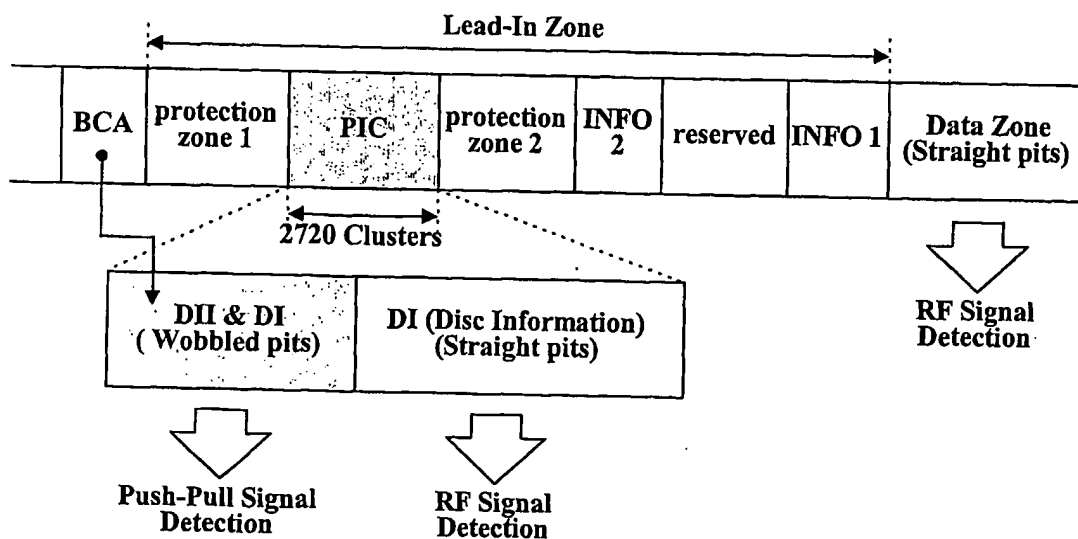 Lead-In Zone
BCA
protection
zone 1
PIC
protection
zone 2
INFO
2
reserved
INFO 1
Data Zone
(Straight pits)
2720 Clusters
DII & DI
( Wobbled pits)
DI (Disc Information)
(Straight pits)
RF Signal
Detection
Push-Pull Signal
Detection
RF Signal
Detection